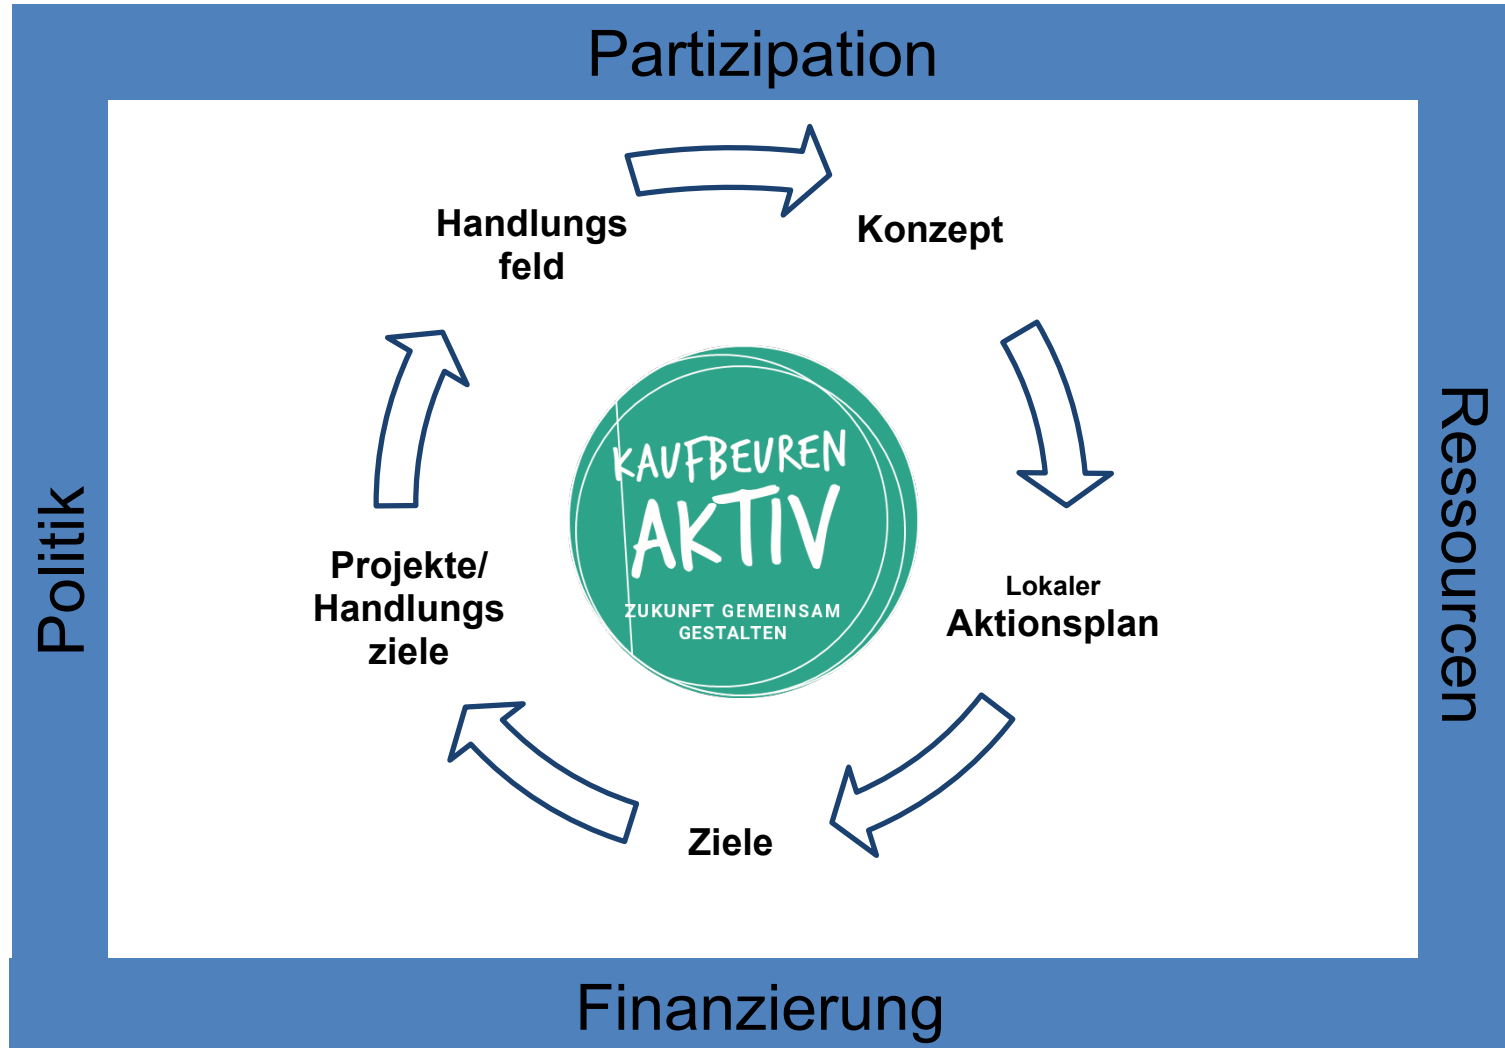 Partizipation
Handlungs
feld
Konzept
KAUFBEUREN
AKTIV
ZUKUNFT GEMEINSAM
GESTALTEN
Politik
Ressourcen
Projekte/
Handlungs
ziele
Lokaler
Aktionsplan
Ziele
Finanzierung